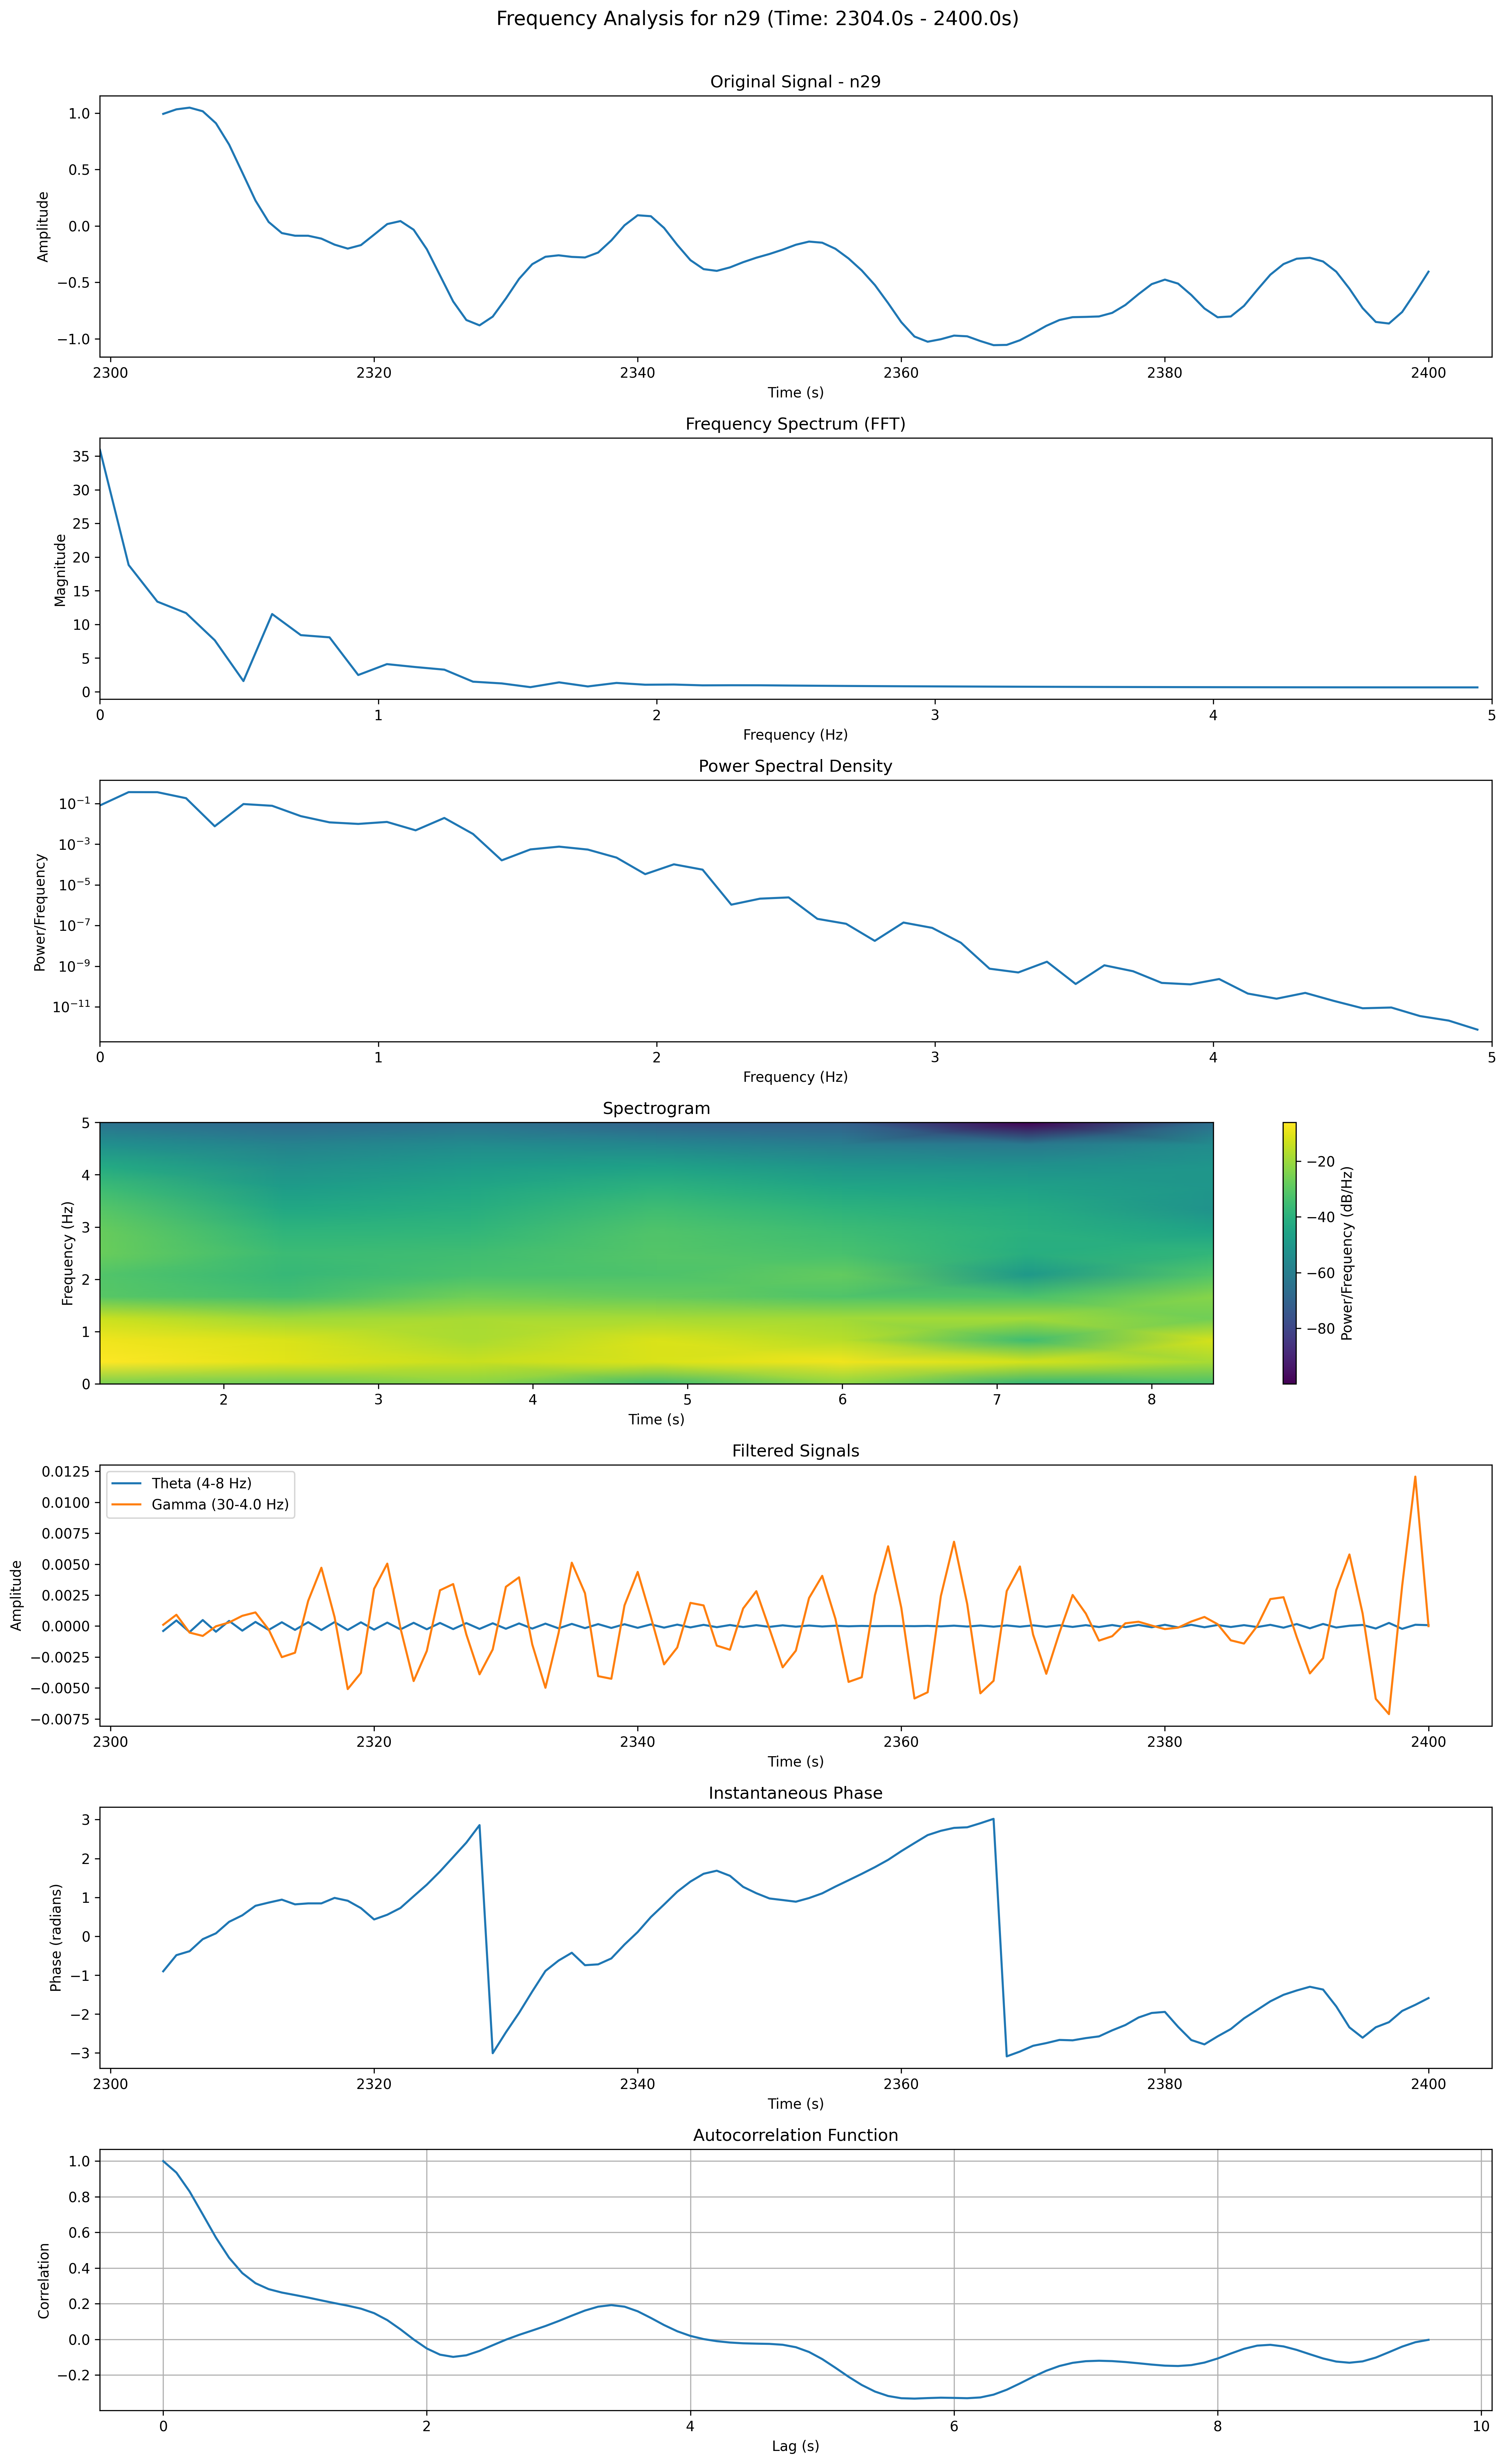 Frequency Analysis for n29 (Time: 2304.0s - 2400.0s)
Original Signal - n29
Amplitude
1.0
0.5
0.0
−0.5
−1.0
2300 2320 2340 2360 2380 2400
Time (s)
Frequency Spectrum (FFT)
Magnitude
35
30
25
20
15
10
5
0
0 1 2 3 4 5
Frequency (Hz)
Power Spectral Density
Power/Frequency
10⁻¹
10⁻³
10⁻⁵
10⁻⁷
10⁻⁹
10⁻¹¹
0 1 2 3 4 5
Frequency (Hz)
Spectrogram
Frequency (Hz)
5
4
3
2
1
0
2 3 4 5 6 7 8
Time (s)
−20
−40
−60
−80
Power/Frequency (dB/Hz)
Filtered Signals
Theta (4-8 Hz)
Gamma (30-4.0 Hz)
Amplitude
0.0125
0.0100
0.0075
0.0050
0.0025
0.0000
−0.0025
−0.0050
−0.0075
2300 2320 2340 2360 2380 2400
Time (s)
Instantaneous Phase
Phase (radians)
3
2
1
0
−1
−2
−3
2300 2320 2340 2360 2380 2400
Time (s)
Autocorrelation Function
Correlation
1.0
0.8
0.6
0.4
0.2
0.0
−0.2
0 2 4 6 8 10
Lag (s)